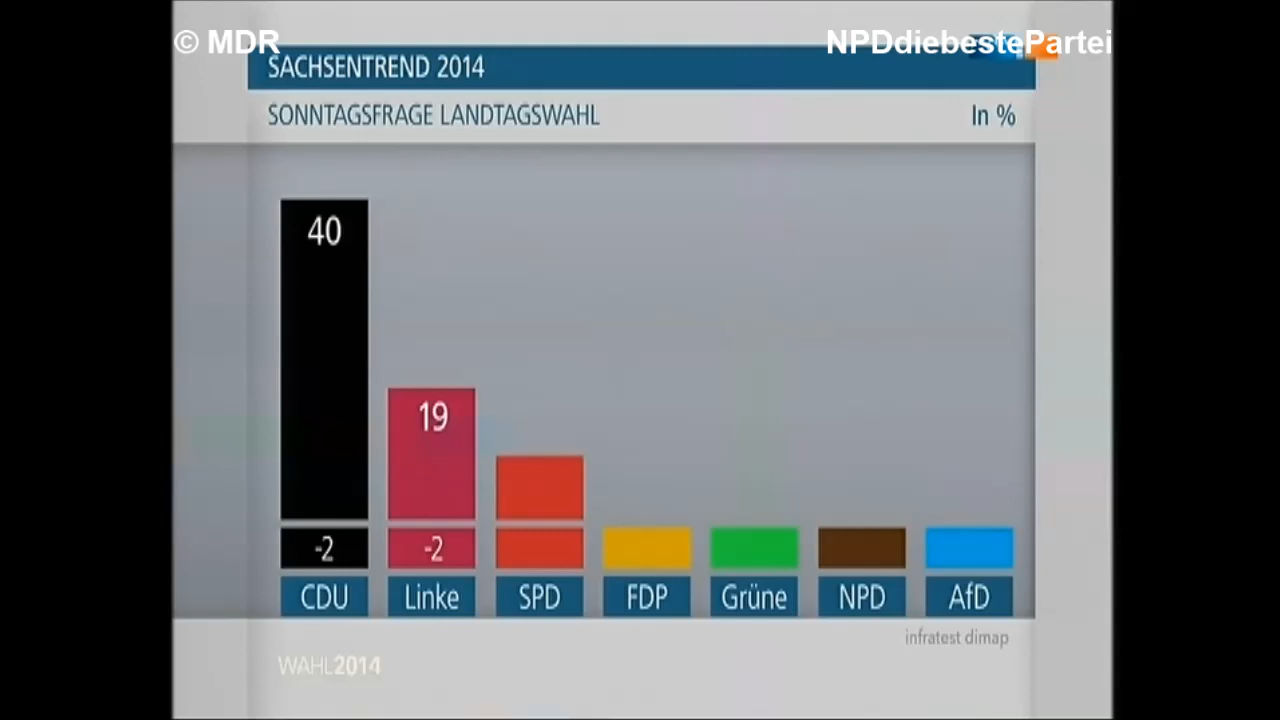 © MDR
NPDdiebestePartei
SACHSENTREND 2014
SONNTAGSFRAGE LANDTAGSWAHL
In %
40
19
-2
-2
CDU
Linke
SPD
FDP
Grüne
NPD
AfD
infratest dimap
WAHL2014